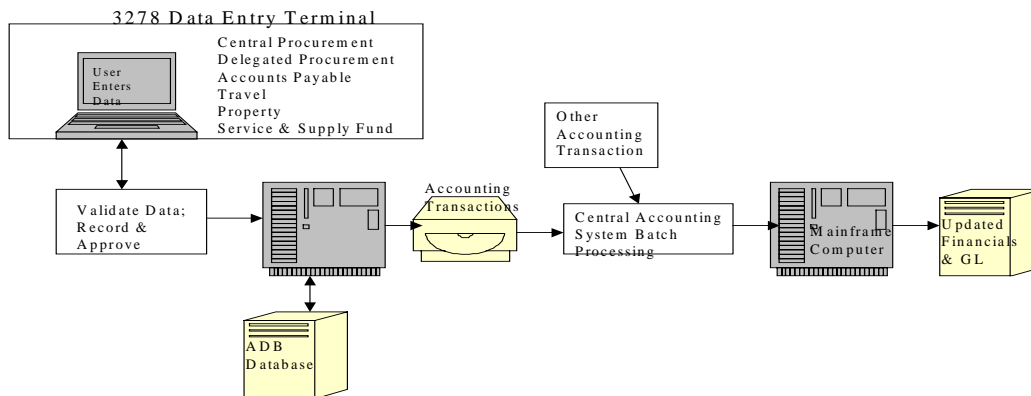 3278 Data Entry Terminal
User
Enters
Data
Central Procurement
Delegated Procurement
Accounts Payable
Travel
Property
Service & Supply Fund
Other
Accounting
Transaction
Validate Data;
Record &
Approve
Accounting
Transactions
Central Accounting
System Batch
Processing
Mainframe
Computer
Updated
Financials
& GL
ADB
Database